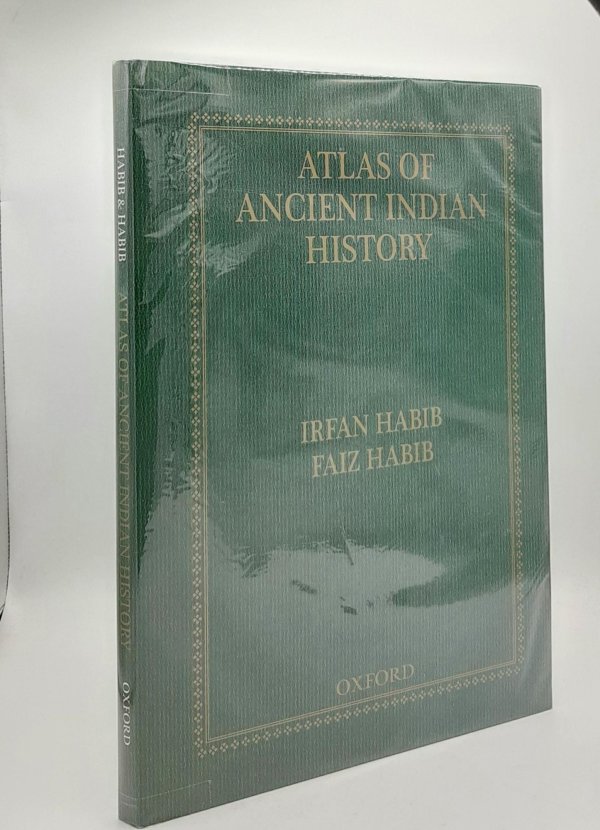 ATLAS OF
ANCIENT INDIAN
HISTORY
IRFAN HABIB
FAIZ HABIB
OXFORD
HABIB & HABIB ATLAS OF ANCIENT INDIAN HISTORY OXFORD